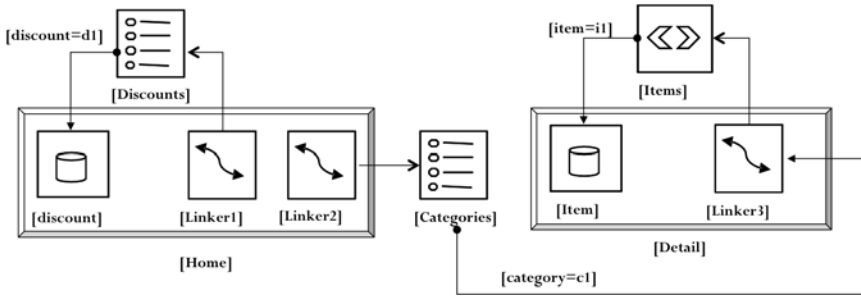 [discount=d1]
[Discounts]
[discount]
[Linker1]
[Linker2]
[Home]
[Categories]
[item=i1]
[Items]
[Item]
[Linker3]
[Detail]
[category=c1]